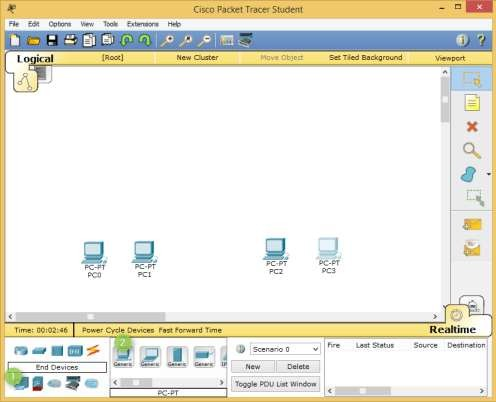 Cisco Packet Tracer Student
File Edit Options View Tools Extensions Help
Logical [Root] New Cluster Move Object Set Tiled Background Viewport
PC-PT PC-PT PC-PT PC-PT
PC0 PC1 PC2 PC3
Time: 00:02:46 Power Cycle Devices Fast Forward Time Realtime
2
Scenario 0
Fire Last Status Source Destination
End Devices
Generic Generic Generic Generic
New Delete
1
Toggle PDU List Window
PC-PT